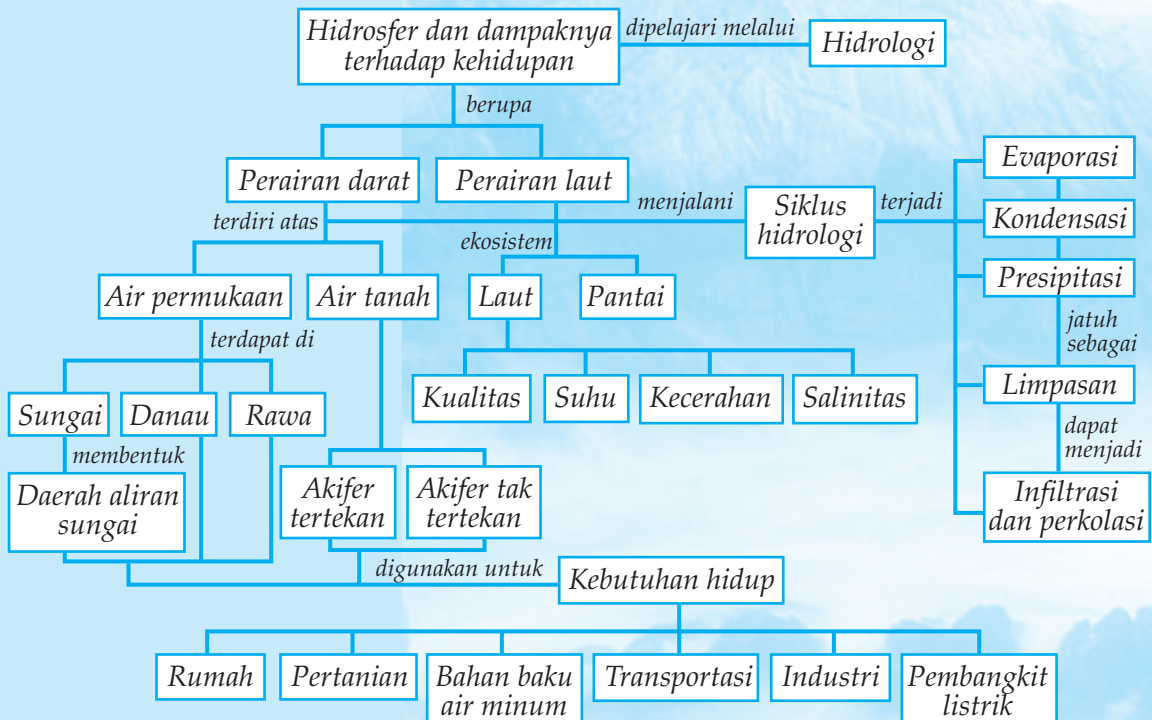 Hidrosfer dan dampaknya
terhadap kehidupan
dipelajari melalui
Hidrologi
berupa
Perairan darat
Perairan laut
menjalani
Siklus
hidrologi
terjadi
Evaporasi
Kondensasi
Presipitasi
jatuh
sebagai
Limpasan
dapat
menjadi
Infiltrasi
dan perkolasi
terdiri atas
ekosistem
Air permukaan
Air tanah
Laut
Pantai
terdapat di
Kualitas
Suhu
Kecerahan
Salinitas
Sungai
Danau
Rawa
membentuk
Daerah aliran
sungai
Akifer
tertekan
Akifer tak
tertekan
digunakan untuk
Kebutuhan hidup
Rumah
Pertanian
Bahan baku
air minum
Transportasi
Industri
Pembangkit
listrik